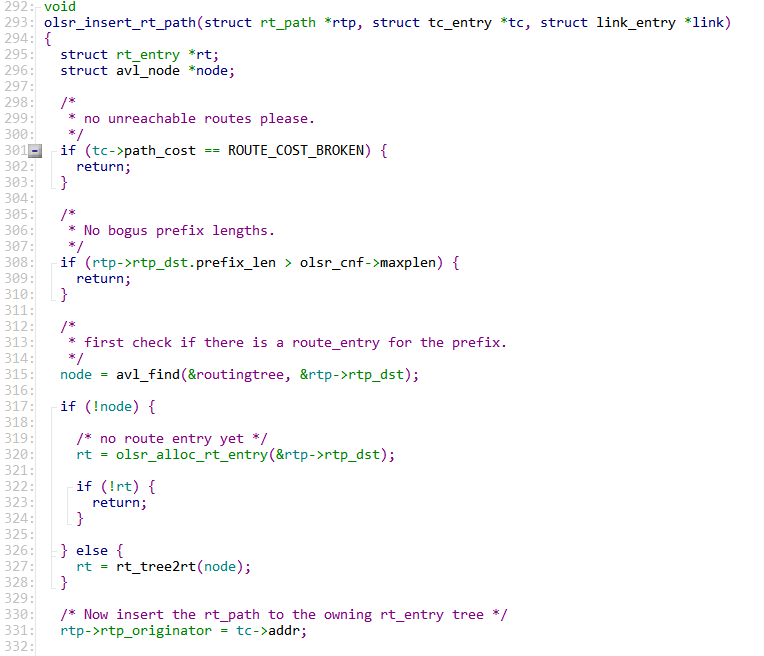 292: void
293: olsr_insert_rt_path(struct rt_path *rtp, struct tc_entry *tc, struct link_entry *link)
294: {
295:   struct rt_entry *rt;
296:   struct avl_node *node;
297:
298:   /*
299:    * no unreachable routes please.
300:    */
301:   if (tc->path_cost == ROUTE_COST_BROKEN) {
302:     return;
303:   }
304:
305:   /*
306:    * No bogus prefix lengths.
307:    */
308:   if (rtp->rtp_dst.prefix_len > olsr_cnf->maxplen) {
309:     return;
310:   }
311:
312:   /*
313:    * first check if there is a route_entry for the prefix.
314:    */
315:   node = avl_find(&routingtree, &rtp->rtp_dst);
316:
317:   if (!node) {
318:
319:     /* no route entry yet */
320:     rt = olsr_alloc_rt_entry(&rtp->rtp_dst);
321:
322:     if (!rt) {
323:       return;
324:     }
325:
326:   } else {
327:     rt = rt_tree2rt(node);
328:   }
329:
330:   /* Now insert the rt_path to the owning rt_entry tree */
331:   rtp->rtp_originator = tc->addr;
332: